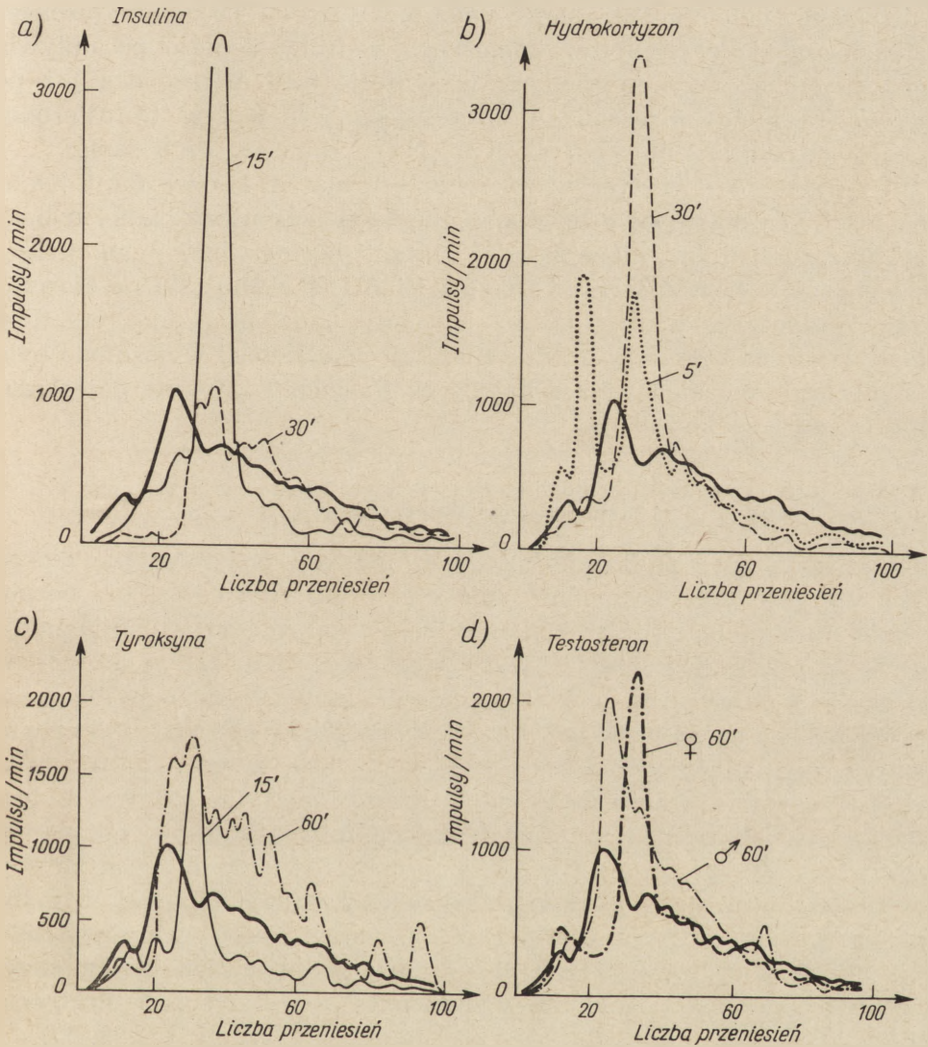 a) Insulina
Impulsy/min
3000
2000
1000
0
15'
30'
20 60 100
Liczba przeniesień
b) Hydrokortyzon
Impulsy/min
3000
2000
1000
0
30'
5'
20 60 100
Liczba przeniesień
c) Tyroksyna
Impulsy/min
2000
1500
1000
500
0
15'
60'
20 60 100
Liczba przeniesień
d) Testosteron
Impulsy/min
2000
1000
0
♀ 60'
♂ 60'
20 60 100
Liczba przeniesień